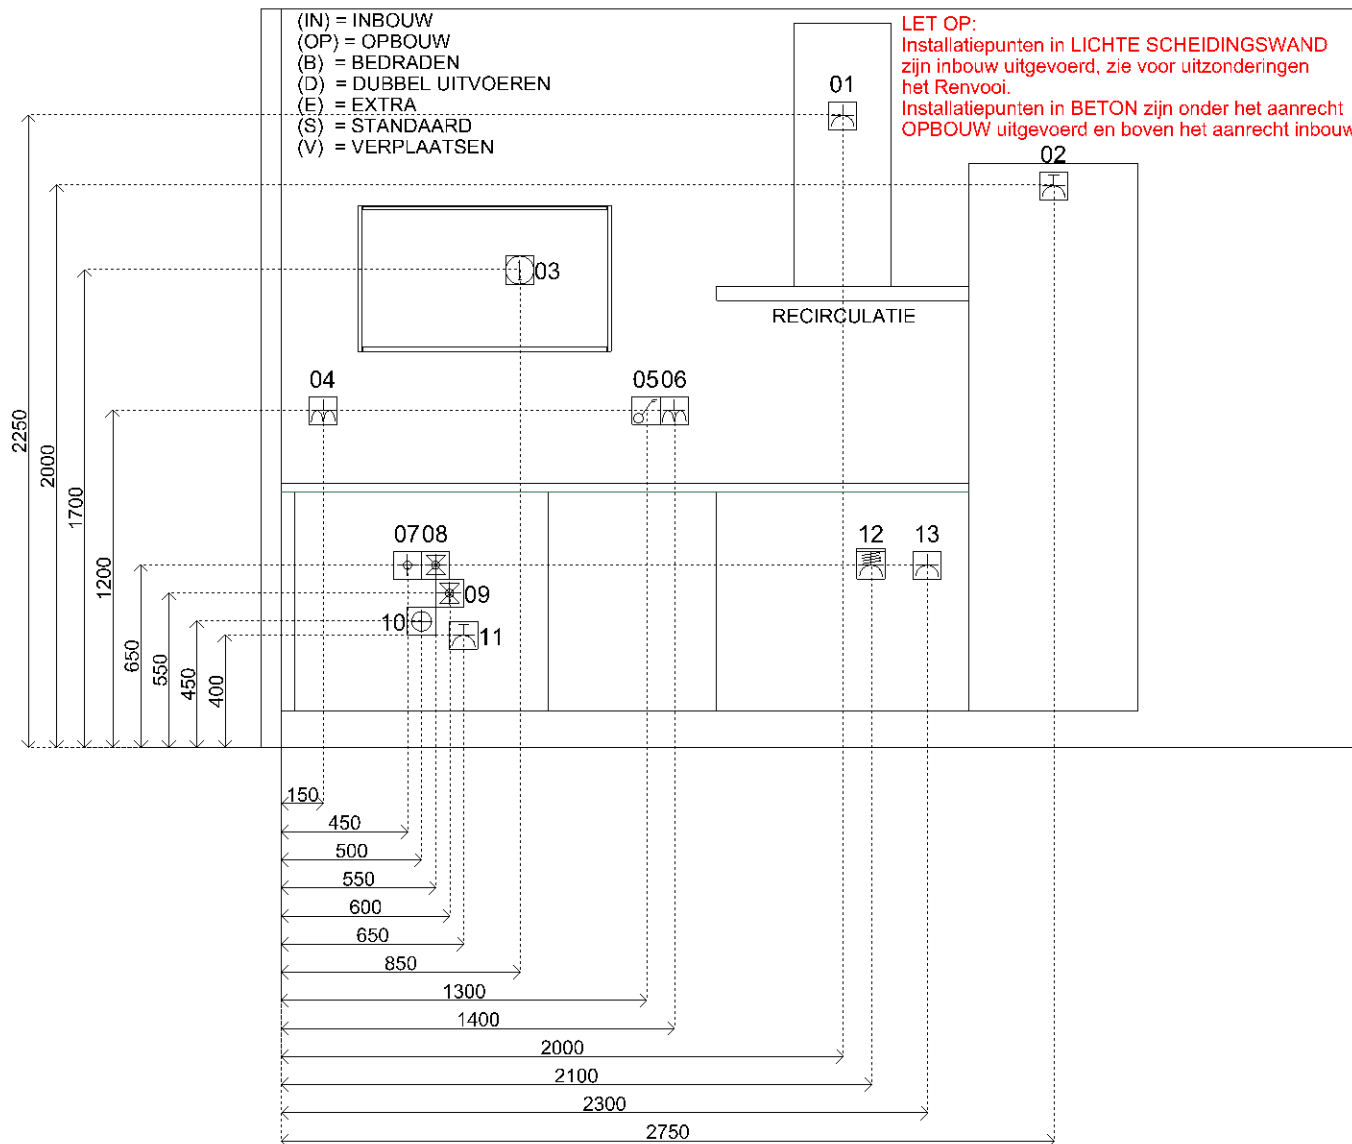 (IN) = INBOUW
(OP) = OPBOUW
(B) = BEDRADEN
(D) = DUBBEL UITVOEREN
(E) = EXTRA
(S) = STANDAARD
(V) = VERPLAATSEN
LET OP:
Installatiepunten in LICHTE SCHEIDINGSWAND
zijn inbouw uitgevoerd, zie voor uitzonderingen
het Renvooi.
Installatiepunten in BETON zijn onder het aanrecht
OPBOUW uitgevoerd en boven het aanrecht inbouw
01
02
03
RECIRCULATIE
04
05 06
07 08
12
13
09
10
11
2250
2000
1700
1200
650
550
450
400
150
450
500
550
600
650
850
1300
1400
2000
2100
2300
2750